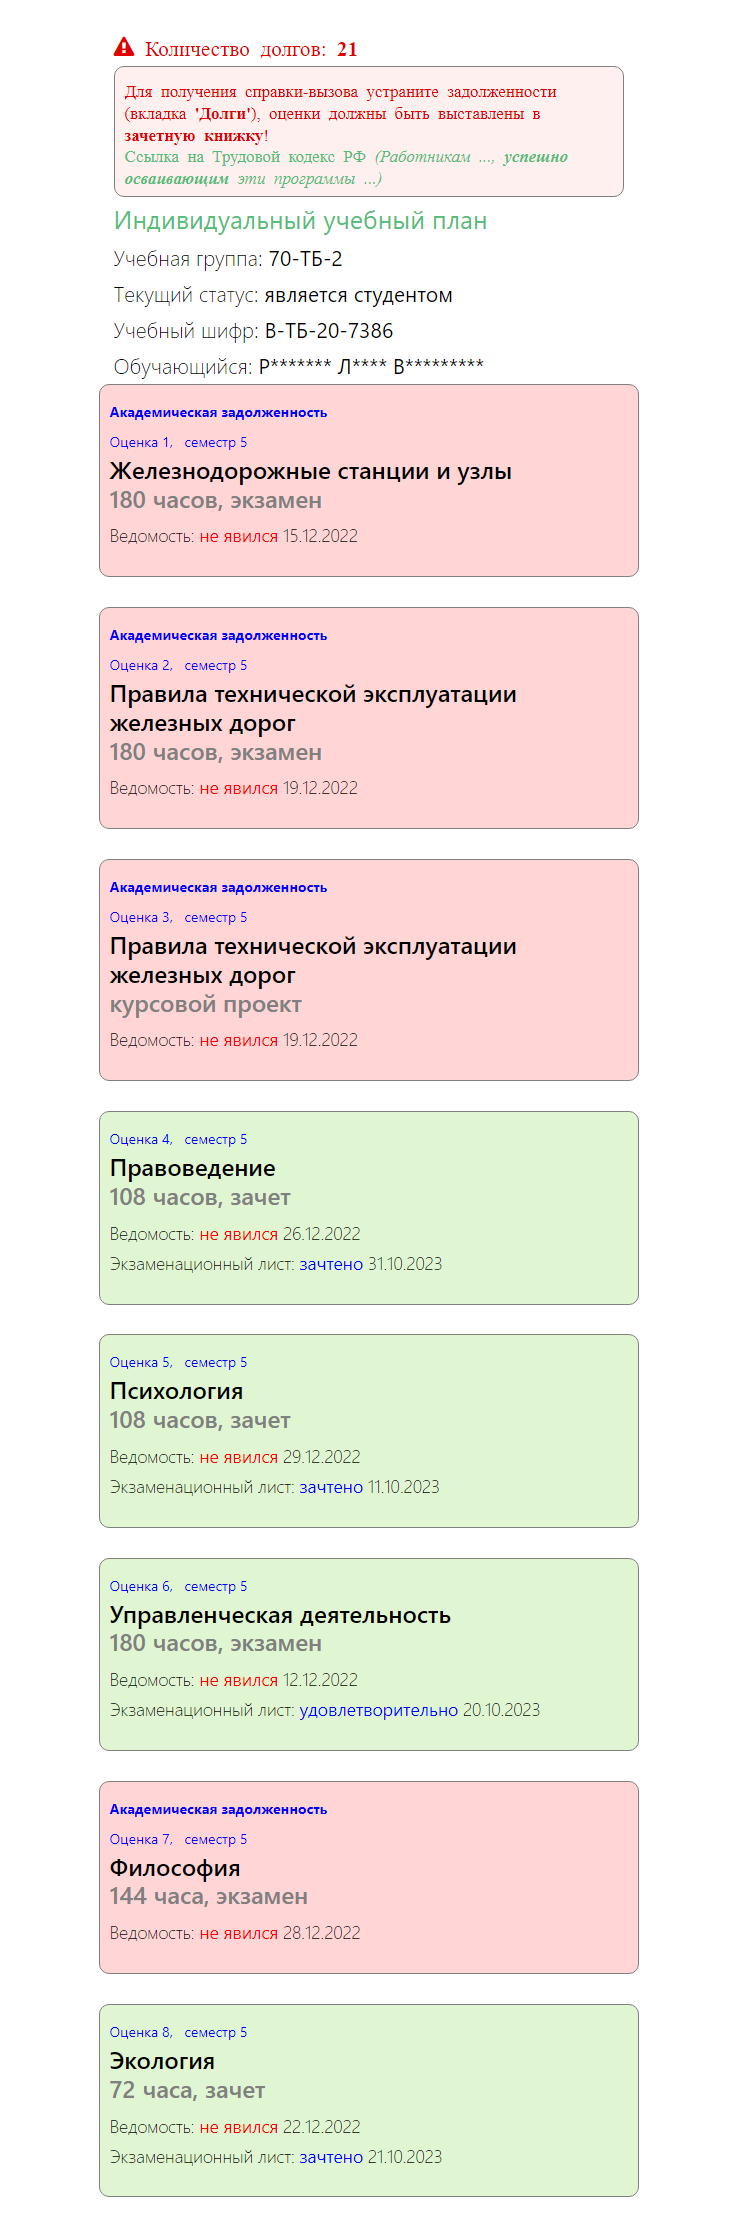 Количество долгов: 21
Для получения справки-вызова устраните задолженности
(вкладка 'Долги'), оценки должны быть выставлены в
зачетную книжку!
Ссылка на Трудовой кодекс РФ (Работникам ..., успешно
осваивающим эти программы ...)
Индивидуальный учебный план
Учебная группа: 70-ТБ-2
Текущий статус: является студентом
Учебный шифр: В-ТБ-20-7386
Обучающийся: Р******* Л**** В*********
Академическая задолженность
Оценка 1, семестр 5
Железнодорожные станции и узлы
180 часов, экзамен
Ведомость: не явился 15.12.2022
Академическая задолженность
Оценка 2, семестр 5
Правила технической эксплуатации
железных дорог
180 часов, экзамен
Ведомость: не явился 19.12.2022
Академическая задолженность
Оценка 3, семестр 5
Правила технической эксплуатации
железных дорог
курсовой проект
Ведомость: не явился 19.12.2022
Оценка 4, семестр 5
Правоведение
108 часов, зачет
Ведомость: не явился 26.12.2022
Экзаменационный лист: зачтено 31.10.2023
Оценка 5, семестр 5
Психология
108 часов, зачет
Ведомость: не явился 29.12.2022
Экзаменационный лист: зачтено 11.10.2023
Оценка 6, семестр 5
Управленческая деятельность
180 часов, экзамен
Ведомость: не явился 12.12.2022
Экзаменационный лист: удовлетворительно 20.10.2023
Академическая задолженность
Оценка 7, семестр 5
Философия
144 часа, экзамен
Ведомость: не явился 28.12.2022
Оценка 8, семестр 5
Экология
72 часа, зачет
Ведомость: не явился 22.12.2022
Экзаменационный лист: зачтено 21.10.2023